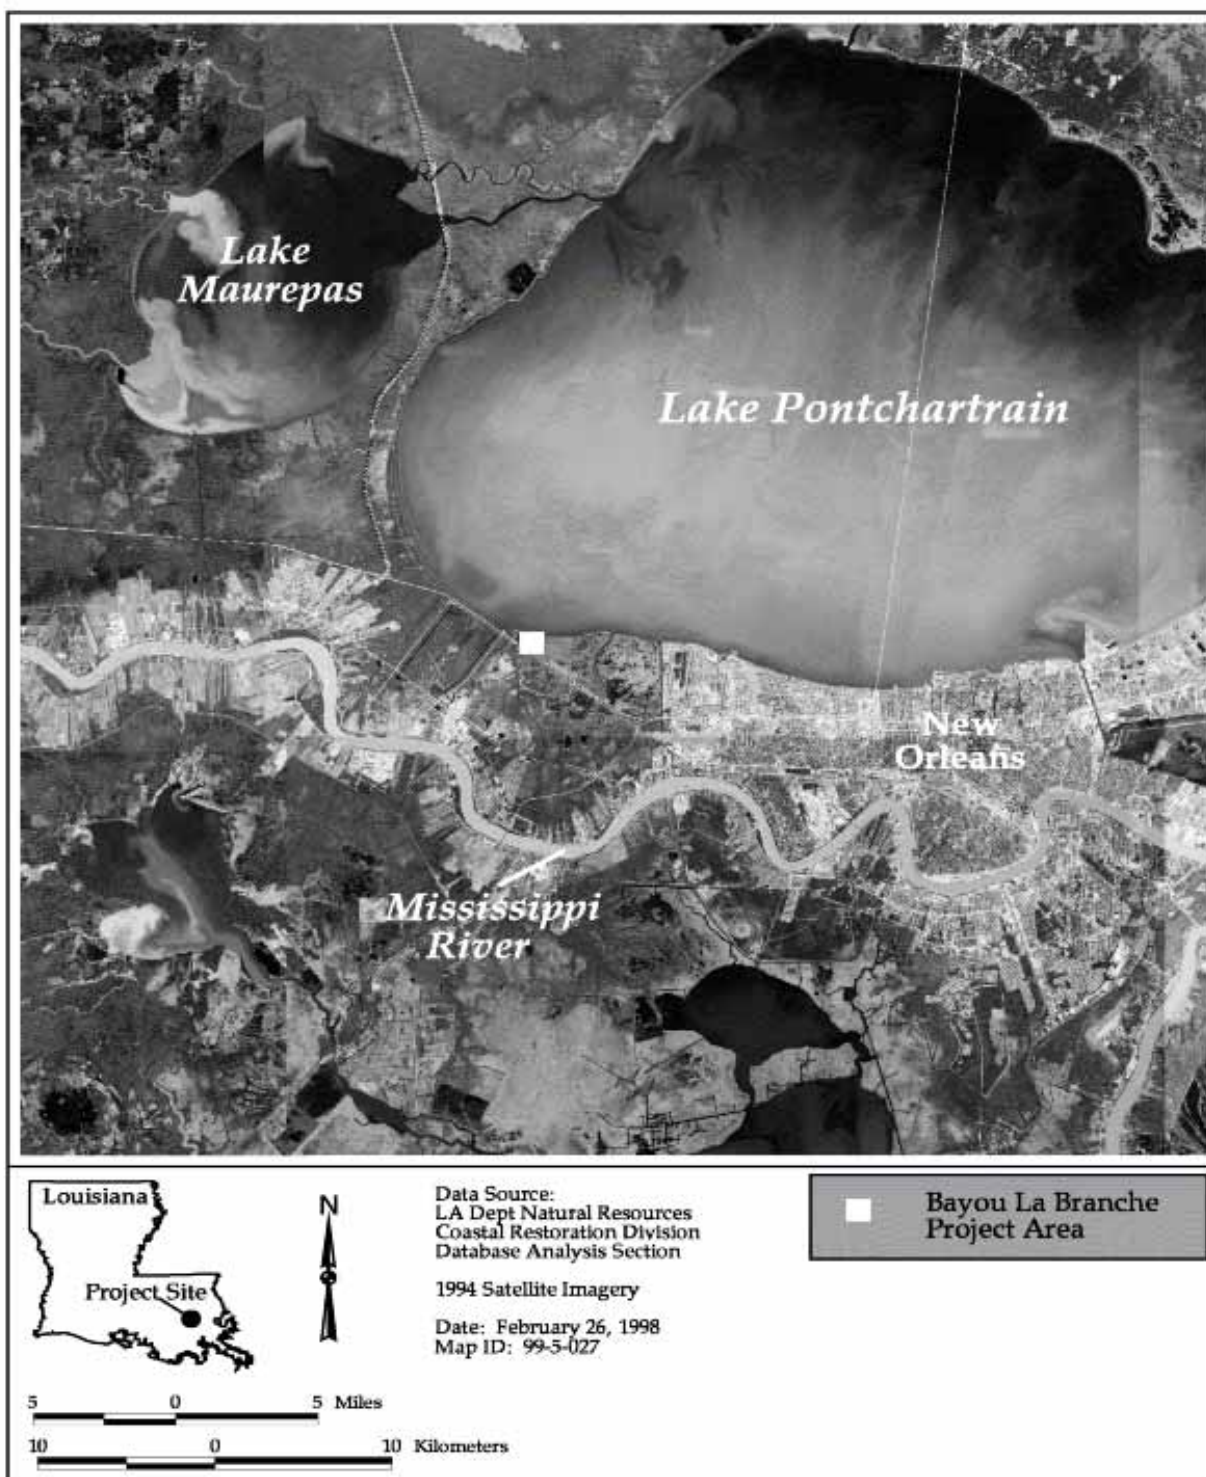 Lake
Maurepas
Lake Pontchartrain
New
Orleans
Mississippi
River
Louisiana
Project Site
N
Data Source:
LA Dept Natural Resources
Coastal Restoration Division
Database Analysis Section
1994 Satellite Imagery
Date: February 26, 1998
Map ID: 99-5-027
Bayou La Branche
Project Area
5 0 5 Miles
10 0 10 Kilometers